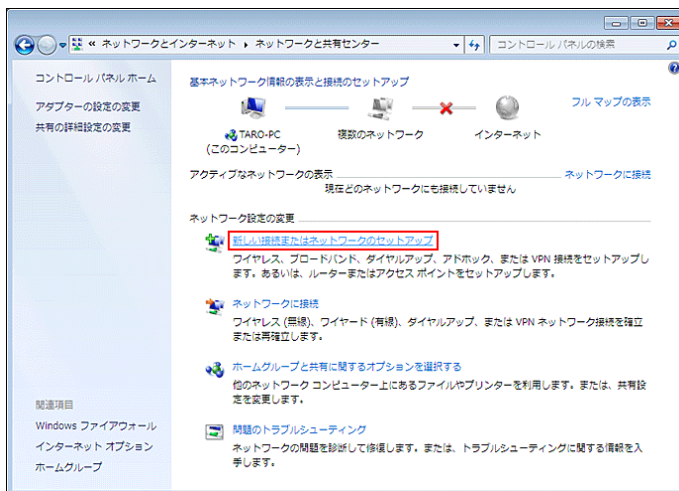 « ネットワークとインターネット ▸ ネットワークと共有センター
コントロール パネルの検索
コントロール パネル ホーム
アダプターの設定の変更
共有の詳細設定の変更
基本ネットワーク情報の表示と接続のセットアップ
フル マップの表示
TARO-PC
(このコンピューター)
複数のネットワーク
インターネット
アクティブなネットワークの表示
ネットワークに接続
現在どのネットワークにも接続していません
ネットワーク設定の変更
新しい接続またはネットワークのセットアップ
ワイヤレス、ブロードバンド、ダイヤルアップ、アドホック、または VPN 接続をセットアップし
ます。あるいは、ルーターまたはアクセス ポイントをセットアップします。
ネットワークに接続
ワイヤレス (無線)、ワイヤード (有線)、ダイヤルアップ、または VPN ネットワーク接続を確立
または再確立します。
ホームグループと共有に関するオプションを選択する
他のネットワーク コンピューター上にあるファイルやプリンターを利用します。または、共有設
定を変更します。
問題のトラブルシューティング
ネットワークの問題を診断して修復します。または、トラブルシューティングに関する情報を入
手します。
関連項目
Windows ファイアウォール
インターネット オプション
ホームグループ